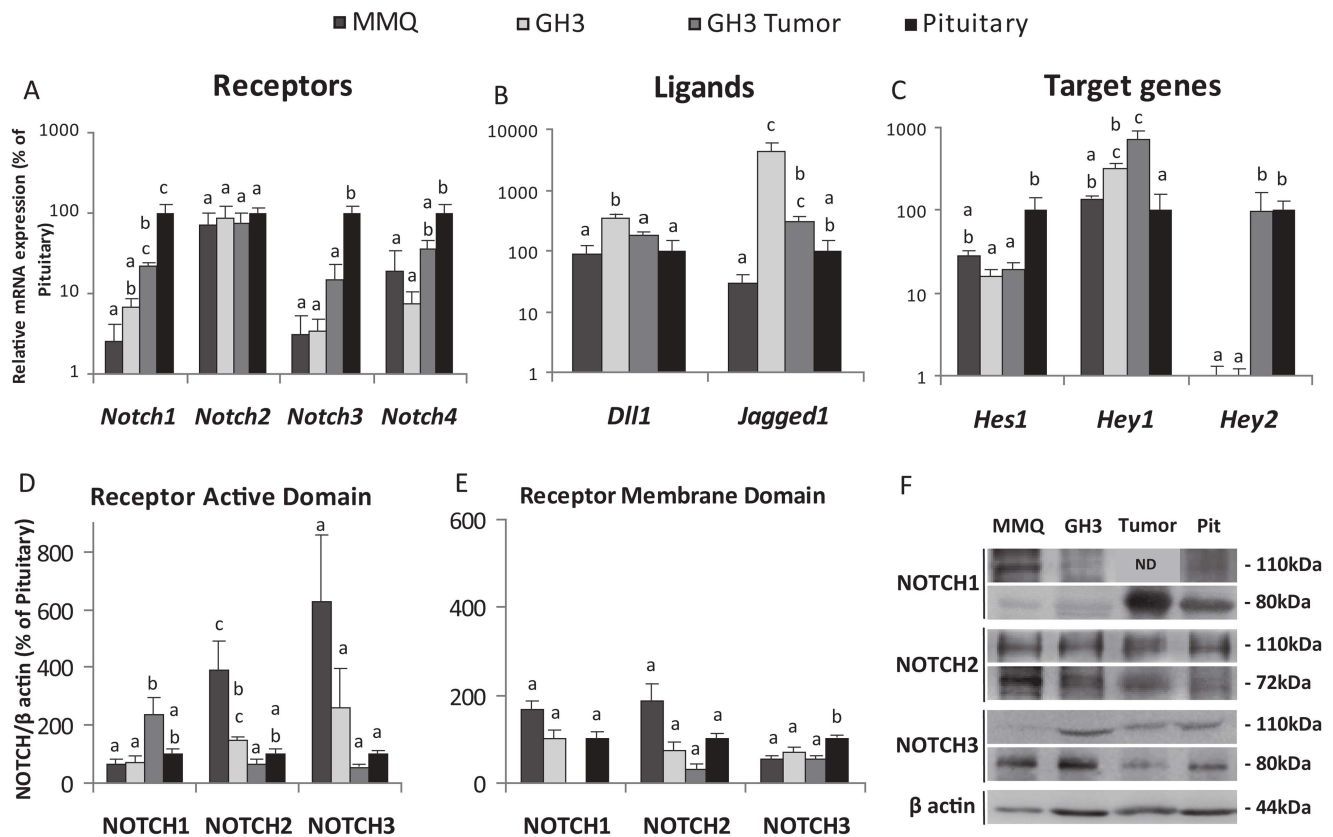 MMQ GH3 GH3 Tumor Pituitary
A Receptors
Relative mRNA expression (% of Pituitary)
1000
100
10
1
a a b b c c
a a a a
a a a b
a a a b b
Notch1 Notch2 Notch3 Notch4
B Ligands
10000
1000
100
10
1
a b a a
a c b c a b
Dll1 Jagged1
C Target genes
1000
100
10
1
a b a a b
a b b c c a
a a b b
Hes1 Hey1 Hey2
D Receptor Active Domain
NOTCH/β actin (% of Pituitary)
800
600
400
200
0
a a b a b
c b c a a b
a a a a
NOTCH1 NOTCH2 NOTCH3
E Receptor Membrane Domain
600
400
200
0
a a a
a a a a
a a a b
NOTCH1 NOTCH2 NOTCH3
F
MMQ GH3 Tumor Pit
NOTCH1
ND
- 110kDa
- 80kDa
NOTCH2
- 110kDa
- 72kDa
NOTCH3
- 110kDa
- 80kDa
β actin
- 44kDa